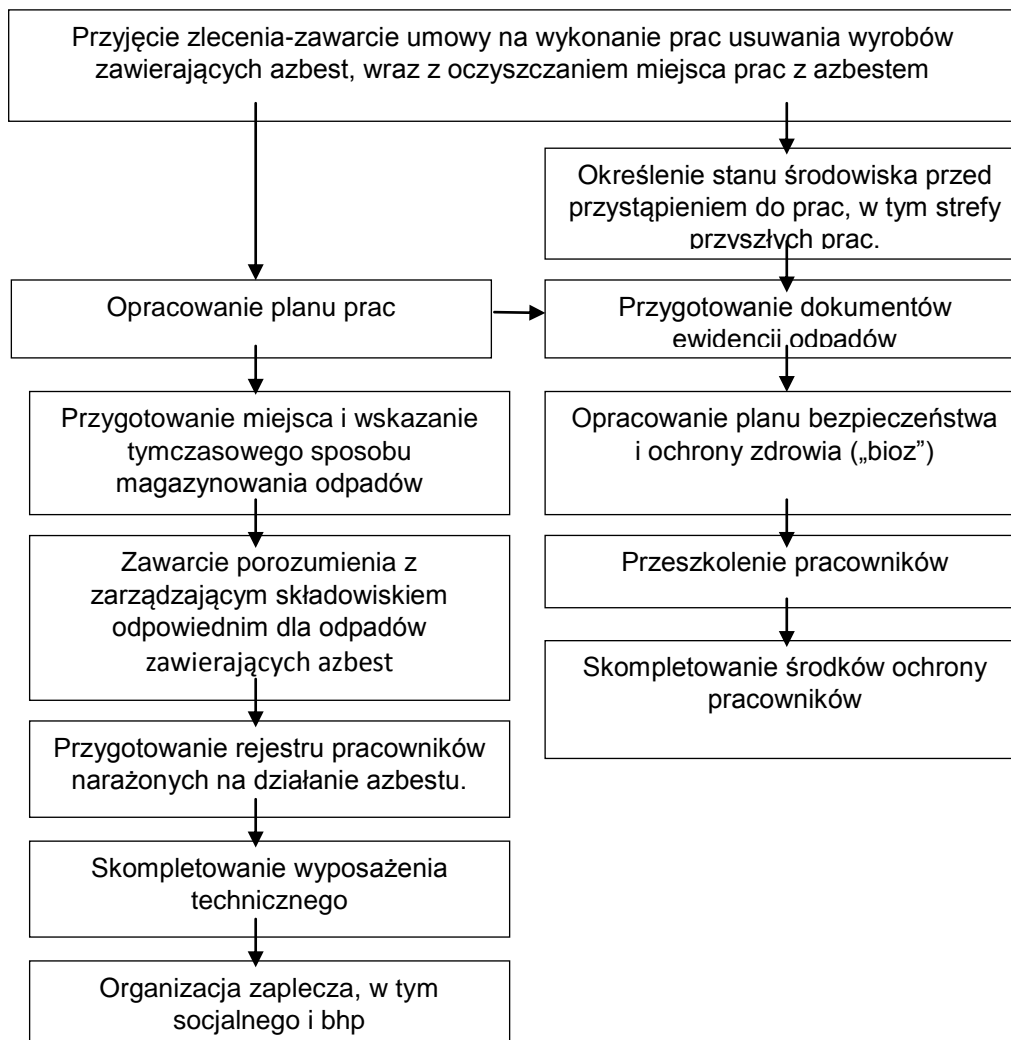 Przyjęcie zlecenia-zawarcie umowy na wykonanie prac usuwania wyrobów
zawierających azbest, wraz z oczyszczaniem miejsca prac z azbestem
Określenie stanu środowiska przed
przystąpieniem do prac, w tym strefy
przyszłych prac.
Opracowanie planu prac
Przygotowanie dokumentów
ewidencji odpadów
Przygotowanie miejsca i wskazanie
tymczasowego sposobu
magazynowania odpadów
Opracowanie planu bezpieczeństwa
i ochrony zdrowia („bioz”)
Zawarcie porozumienia z
zarządzającym składowiskiem
odpowiednim dla odpadów
zawierających azbest
Przeszkolenie pracowników
Skompletowanie środków ochrony
pracowników
Przygotowanie rejestru pracowników
narażonych na działanie azbestu.
Skompletowanie wyposażenia
technicznego
Organizacja zaplecza, w tym
socjalnego i bhp